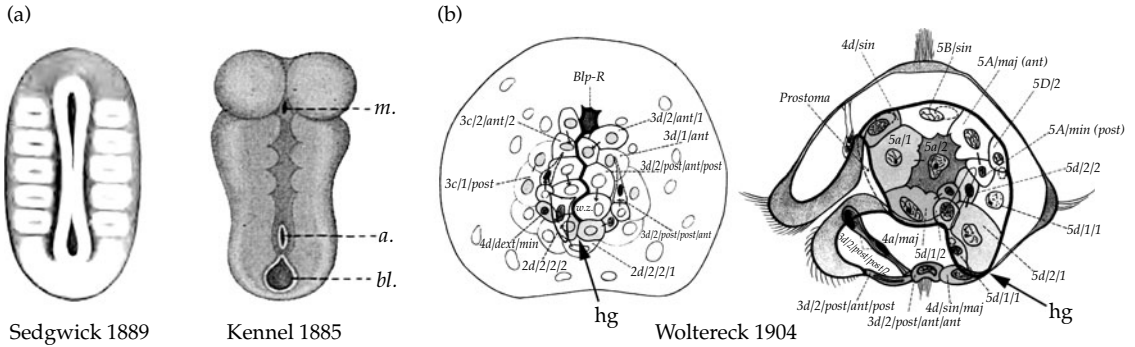 (a)
(b)
m.
a.
bl.
Sedgwick 1889
Kennel 1885
Blp-R
3c/2/ant/2
3d/2/ant/1
3d/1/ant
3d/2/post/ant/post
3c/1/post
w.z.
3d/2/post/post/ant
4d/dext/min
2d/2/2/2
2d/2/2/1
hg
4d/sin
5B/sin
5A/maj (ant)
5D/2
Prostoma
5A/min (post)
5a/1
5a/2
5d/2/2
5d/1/1
4a/maj
5d/1/2
3d/2/post/post/2
5d/2/1
5d/1/1
4d/sin/maj
3d/2/post/ant/post
3d/2/post/ant/ant
hg
Woltereck 1904